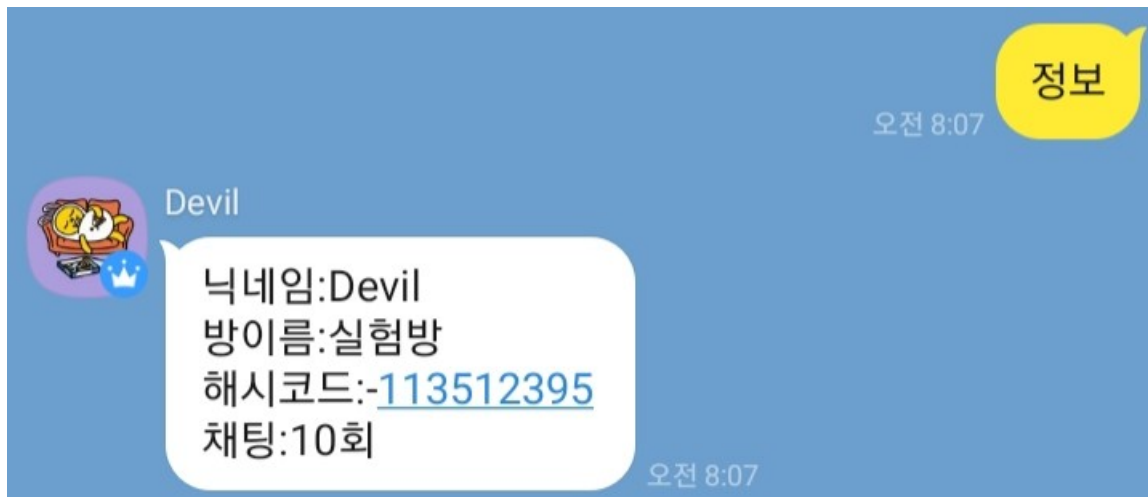 정보
오전 8:07
Devil
닉네임:Devil
방이름:실험방
해시코드:-113512395
채팅:10회
오전 8:07